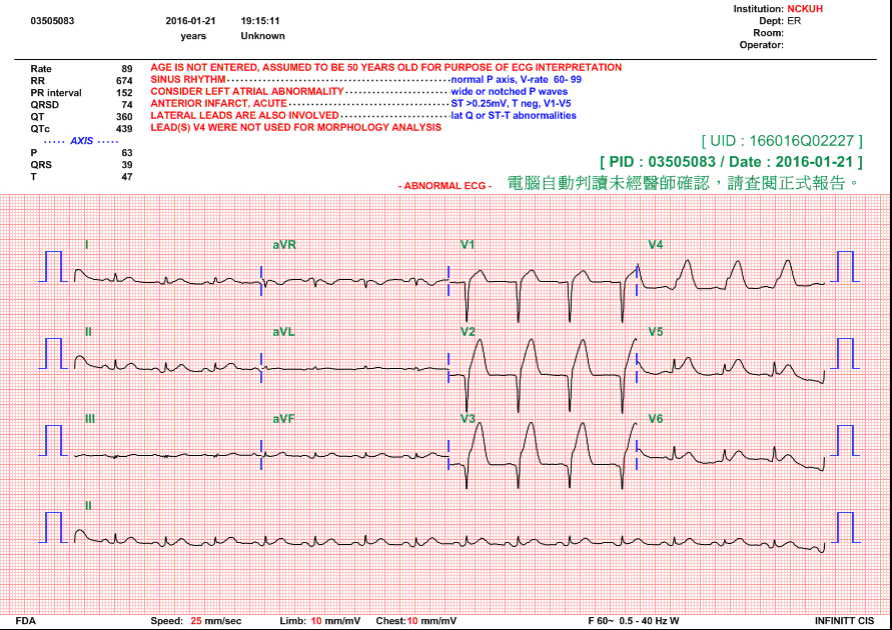 Institution: NCKUH
03505083 2016-01-21 19:15:11 Dept: ER
years Unknown Room:
Operator:
Rate 89 AGE IS NOT ENTERED, ASSUMED TO BE 50 YEARS OLD FOR PURPOSE OF ECG INTERPRETATION
RR 674 SINUS RHYTHM - - - normal P axis, V-rate 60- 99
PR interval 152 CONSIDER LEFT ATRIAL ABNORMALITY - - - wide or notched P waves
QRSD 74 ANTERIOR INFARCT, ACUTE - - - ST >0.25mV, T neg, V1-V5
QT 360 LATERAL LEADS ARE ALSO INVOLVED - - - lat Q or ST-T abnormalities
QTc 439 LEAD(S) V4 WERE NOT USED FOR MORPHOLOGY ANALYSIS
----- AXIS -----
[ UID : 166016Q02227 ]
P 63
[ PID : 03505083 / Date : 2016-01-21 ]
QRS 39
T 47
- ABNORMAL ECG - 電腦自動判讀未經醫師確認，請查閱正式報告。
I aVR V1 V4
II aVL V2 V5
III aVF V3 V6
II
FDA Speed: 25 mm/sec Limb: 10 mm/mV Chest: 10 mm/mV F 60~ 0.5 - 40 Hz W INFINITT CIS